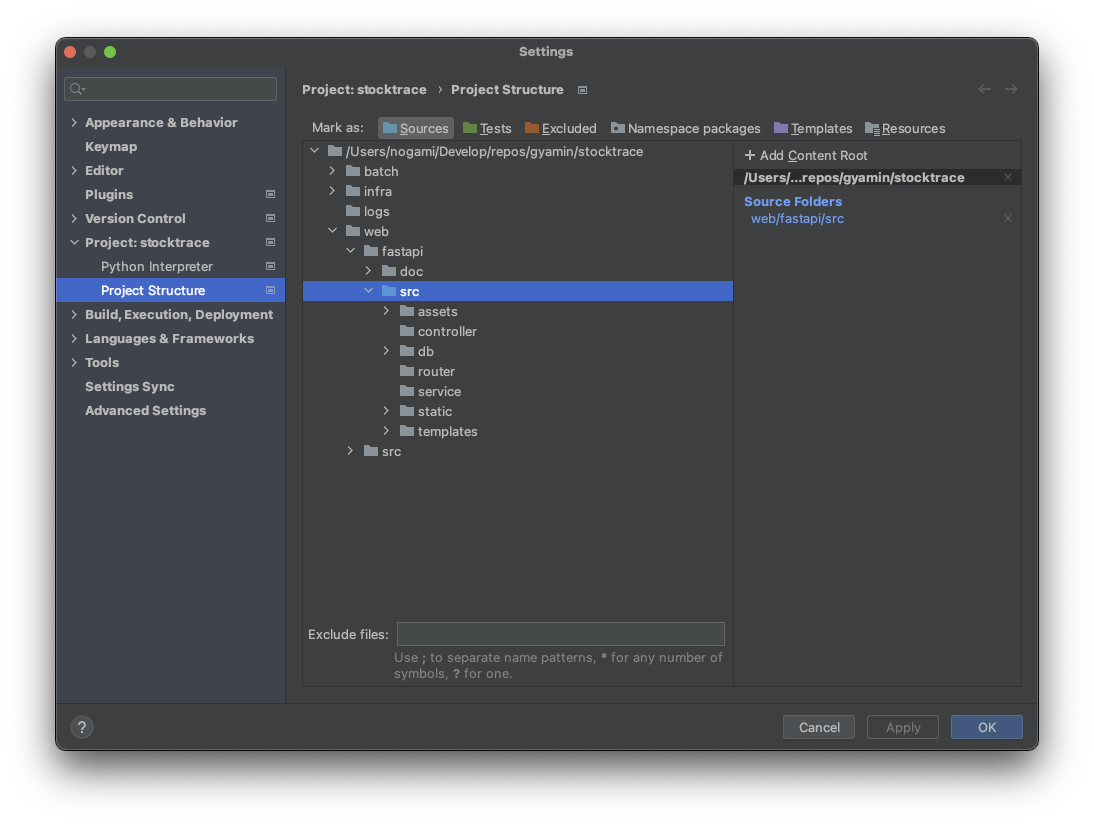 Settings
Project: stocktrace › Project Structure
Appearance & Behavior
Keymap
Editor
Plugins
Version Control
Project: stocktrace
Python Interpreter
Project Structure
Build, Execution, Deployment
Languages & Frameworks
Tools
Settings Sync
Advanced Settings
Mark as: Sources Tests Excluded Namespace packages Templates Resources
/Users/nogami/Develop/repos/gyamin/stocktrace
batch
infra
logs
web
fastapi
doc
src
assets
controller
db
router
service
static
templates
src
Exclude files:
Use ; to separate name patterns, * for any number of
symbols, ? for one.
+ Add Content Root
/Users/...repos/gyamin/stocktrace
Source Folders
web/fastapi/src
?
Cancel Apply OK